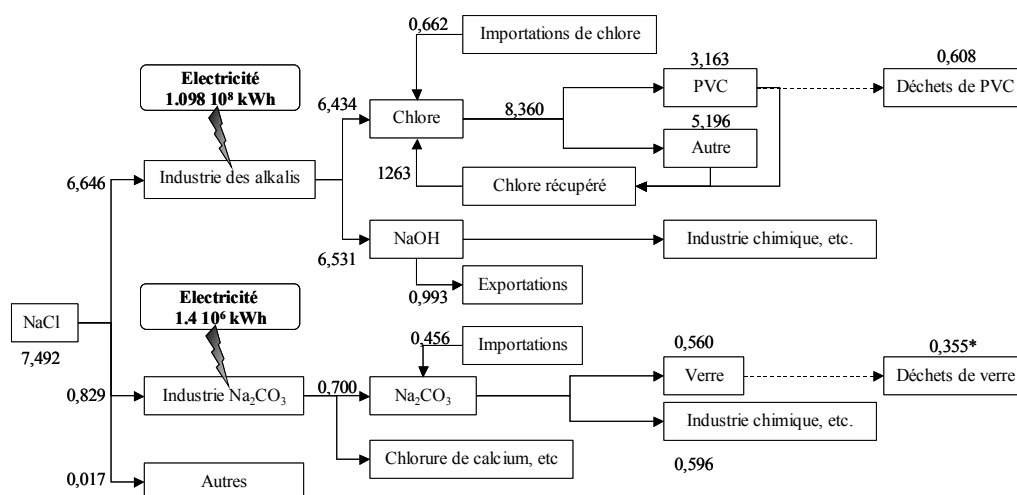 0,662
Importations de chlore
Electricité
1.098 10⁸ kWh
3,163
PVC
0,608
Déchets de PVC
6,434
Chlore
8,360
5,196
Autre
6,646
Industrie des alkalis
1263
Chlore récupéré
NaOH
Industrie chimique, etc.
6,531
0,993
Exportations
Electricité
1.4 10⁶ kWh
NaCl
7,492
0,456
Importations
0,560
Verre
0,355*
Déchets de verre
0,829
Industrie Na₂CO₃
0,700
Na₂CO₃
Industrie chimique, etc.
0,596
Chlorure de calcium, etc
0,017
Autres